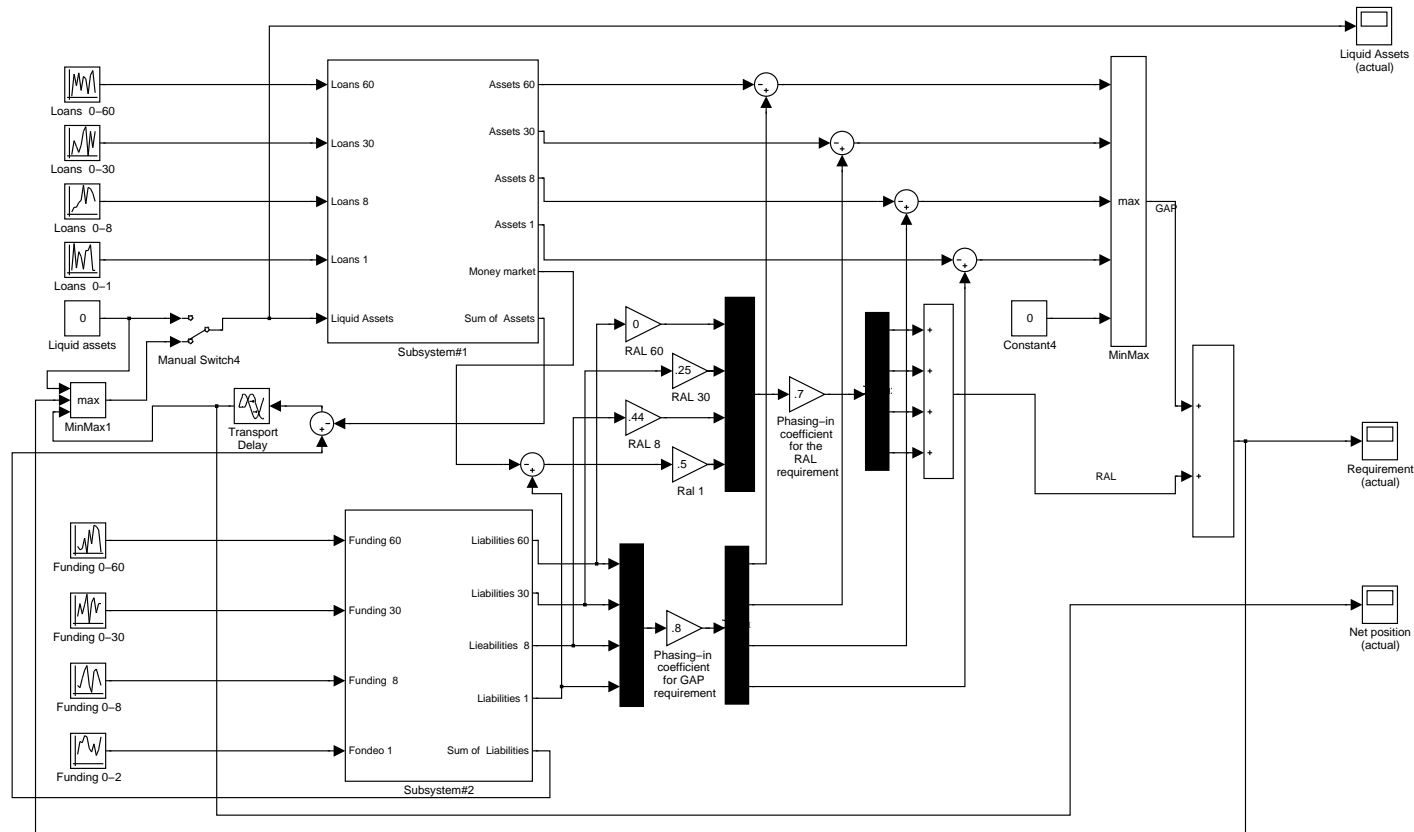 Liquid Assets
(actual)
Loans 0−60
Loans 0−30
Loans 0−8
Loans 0−1
0
Liquid assets
Manual Switch4
max
MinMax1
Transport
Delay
-
+
Loans 60
Loans 30
Loans 8
Loans 1
Liquid Assets
Assets 60
Assets 30
Assets 8
Assets 1
Money market
Sum of Assets
Subsystem#1
-
+
-
+
-
+
-
+
0
RAL 60
.25
RAL 30
.44
RAL 8
.5
Ral 1
-
+
.7
Phasing−in
coefficient
for the
RAL
requirement
+
+
+
+
0
Constant4
max
MinMax
GAP
RAL
+
+
Requirement
(actual)
Net position
(actual)
Funding 0−60
Funding 0−30
Funding 0−8
Funding 0−2
Funding 60
Funding 30
Funding 8
Fondeo 1
Liabilities 60
Liabilities 30
Lieabilities 8
Liabilities 1
Sum of Liabilities
Subsystem#2
.8
Phasing−in
coefficient
for GAP
requirement